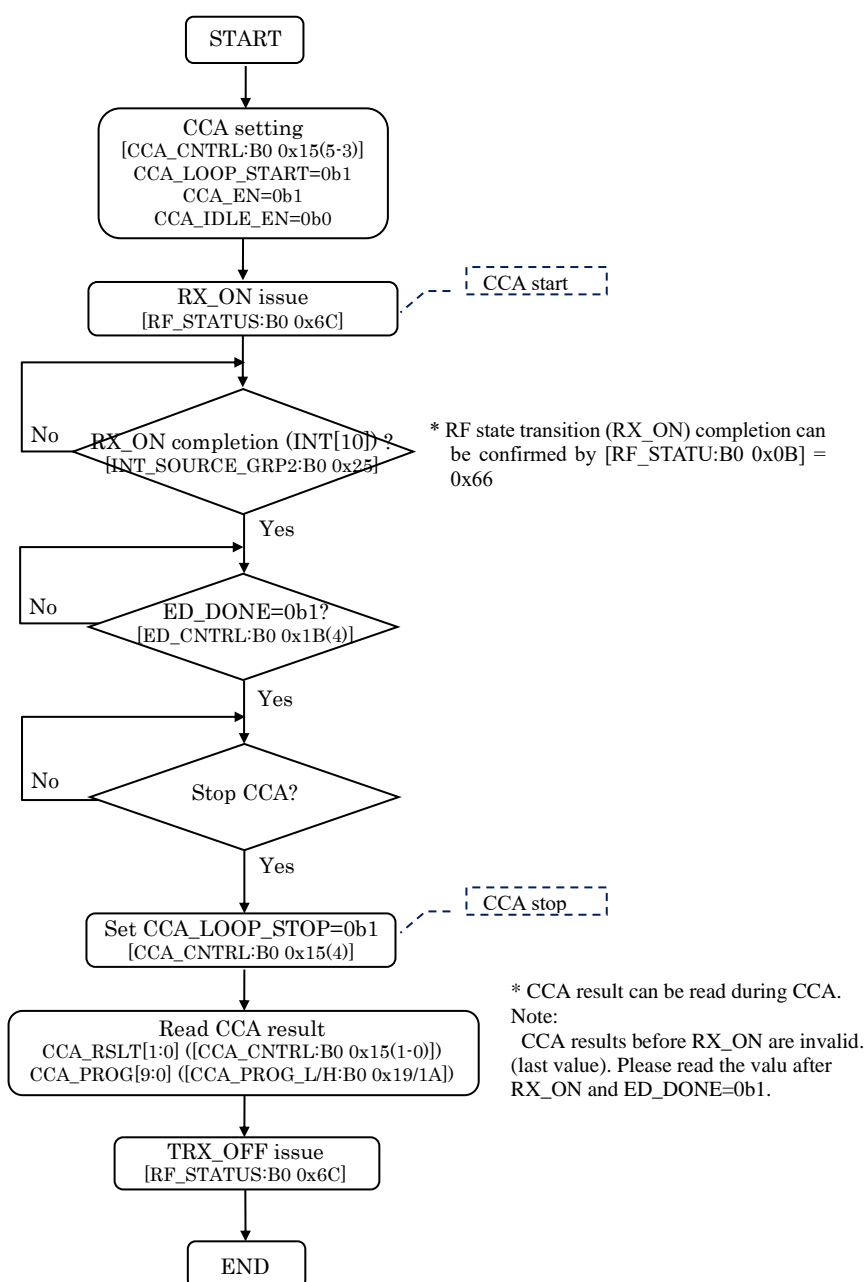 START
CCA setting
[CCA_CNTRL:B0 0x15(5-3)]
CCA_LOOP_START=0b1
CCA_EN=0b1
CCA_IDLE_EN=0b0
RX_ON issue
[RF_STATUS:B0 0x6C]
CCA start
No
RX_ON completion (INT[10]) ?
[INT_SOURCE_GRP2:B0 0x25]
* RF state transition (RX_ON) completion can
be confirmed by [RF_STATU:B0 0x0B] =
0x66
Yes
No
ED_DONE=0b1?
[ED_CNTRL:B0 0x1B(4)]
Yes
No
Stop CCA?
Yes
CCA stop
Set CCA_LOOP_STOP=0b1
[CCA_CNTRL:B0 0x15(4)]
Read CCA result
CCA_RSLT[1:0] ([CCA_CNTRL:B0 0x15(1-0)])
CCA_PROG[9:0] ([CCA_PROG_L/H:B0 0x19/1A])
* CCA result can be read during CCA.
Note:
CCA results before RX_ON are invalid.
(last value). Please read the valu after
RX_ON and ED_DONE=0b1.
TRX_OFF issue
[RF_STATUS:B0 0x6C]
END